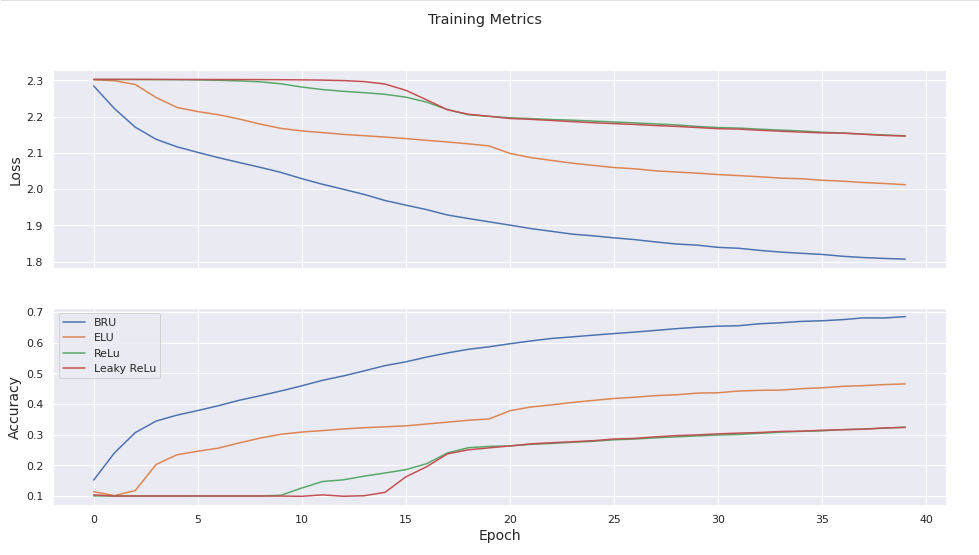 Training Metrics
2.3
2.2
2.1
2.0
1.9
1.8
Loss
0.7
0.6
0.5
0.4
0.3
0.2
0.1
Accuracy
BRU
ELU
ReLu
Leaky ReLu
0 5 10 15 20 25 30 35 40
Epoch